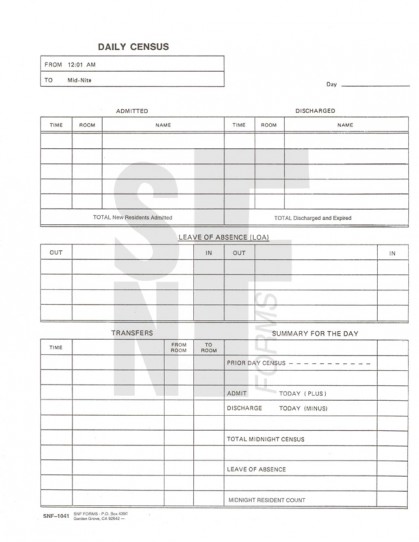 DAILY CENSUS
FROM 12:01 AM
TO Mid-Nite
Day
ADMITTED DISCHARGED
TIME ROOM NAME TIME ROOM NAME
TOTAL New Residents Admitted TOTAL Discharged and Expired
LEAVE OF ABSENCE (LOA)
OUT IN OUT IN
TRANSFERS SUMMARY FOR THE DAY
TIME FROM ROOM TO ROOM
PRIOR DAY CENSUS
ADMIT TODAY (PLUS)
DISCHARGE TODAY (MINUS)
TOTAL MIDNIGHT CENSUS
LEAVE OF ABSENCE
MIDNIGHT RESIDENT COUNT
SNF-1041 SNF FORMS - P.O. Box
Garden Grove, CA 92842 —
SNF
FORMS